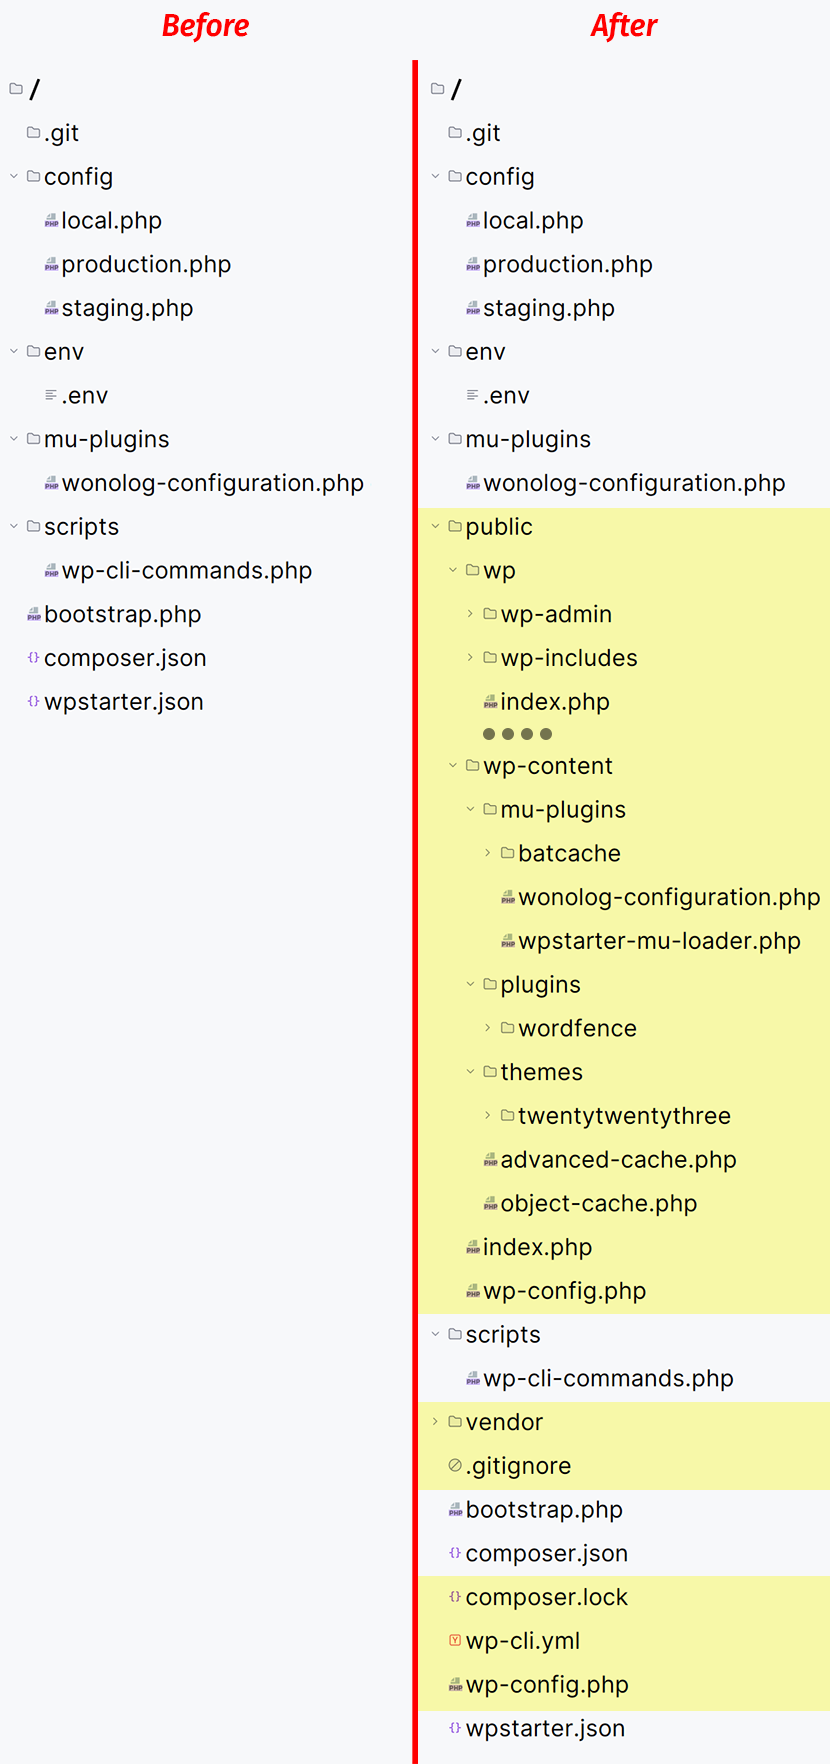 Before
/
.git
config
local.php
production.php
staging.php
env
.env
mu-plugins
wonolog-configuration.php
scripts
wp-cli-commands.php
bootstrap.php
composer.json
wpstarter.json
After
/
.git
config
local.php
production.php
staging.php
env
.env
mu-plugins
wonolog-configuration.php
public
wp
wp-admin
wp-includes
index.php
wp-content
mu-plugins
batcache
wonolog-configuration.php
wpstarter-mu-loader.php
plugins
wordfence
themes
twentytwentythree
advanced-cache.php
object-cache.php
index.php
wp-config.php
scripts
wp-cli-commands.php
vendor
.gitignore
bootstrap.php
composer.json
composer.lock
wp-cli.yml
wp-config.php
wpstarter.json